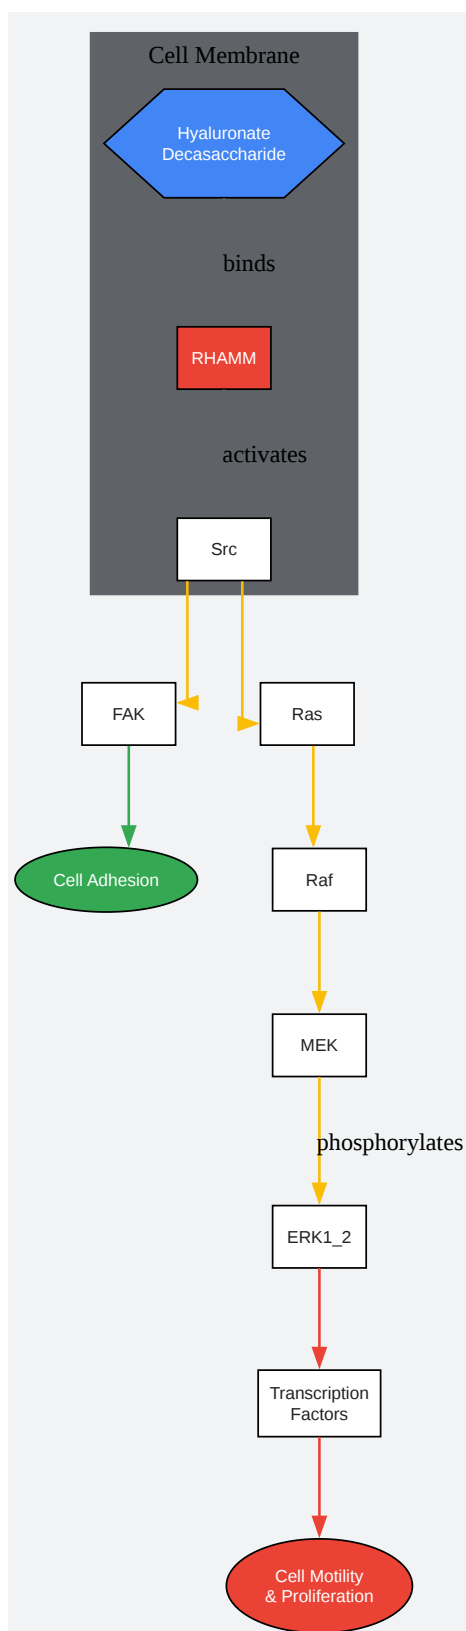 Cell Membrane
Hyaluronate
Decasaccharide
binds
RHAMM
activates
Src
FAK
Ras
Cell Adhesion
Raf
MEK
phosphorylates
ERK1_2
Transcription
Factors
Cell Motility
& Proliferation